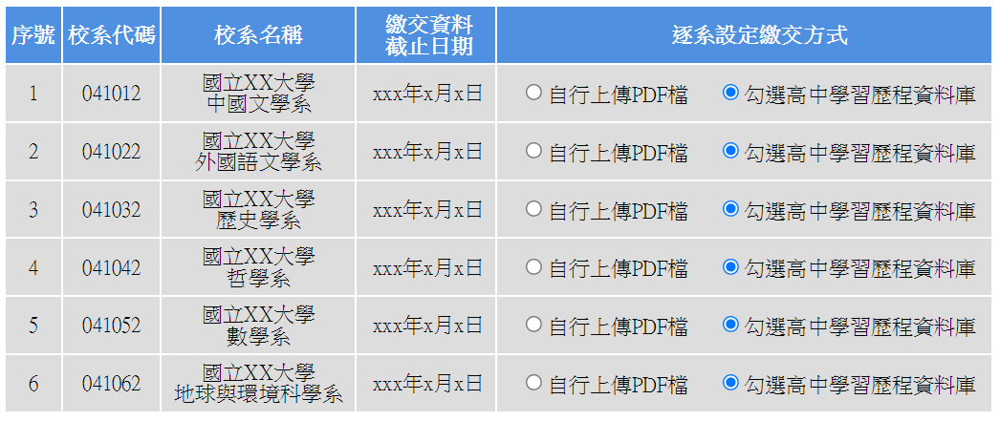 序號 校系代碼 校系名稱 繳交資料 截止日期 逐系設定繳交方式
1 041012 國立XX大學 中國文學系 xxx年x月x日 自行上傳PDF檔 勾選高中學習歷程資料庫
2 041022 國立XX大學 外國語文學系 xxx年x月x日 自行上傳PDF檔 勾選高中學習歷程資料庫
3 041032 國立XX大學 歷史學系 xxx年x月x日 自行上傳PDF檔 勾選高中學習歷程資料庫
4 041042 國立XX大學 哲學系 xxx年x月x日 自行上傳PDF檔 勾選高中學習歷程資料庫
5 041052 國立XX大學 數學系 xxx年x月x日 自行上傳PDF檔 勾選高中學習歷程資料庫
6 041062 國立XX大學 地球與環境科學系 xxx年x月x日 自行上傳PDF檔 勾選高中學習歷程資料庫